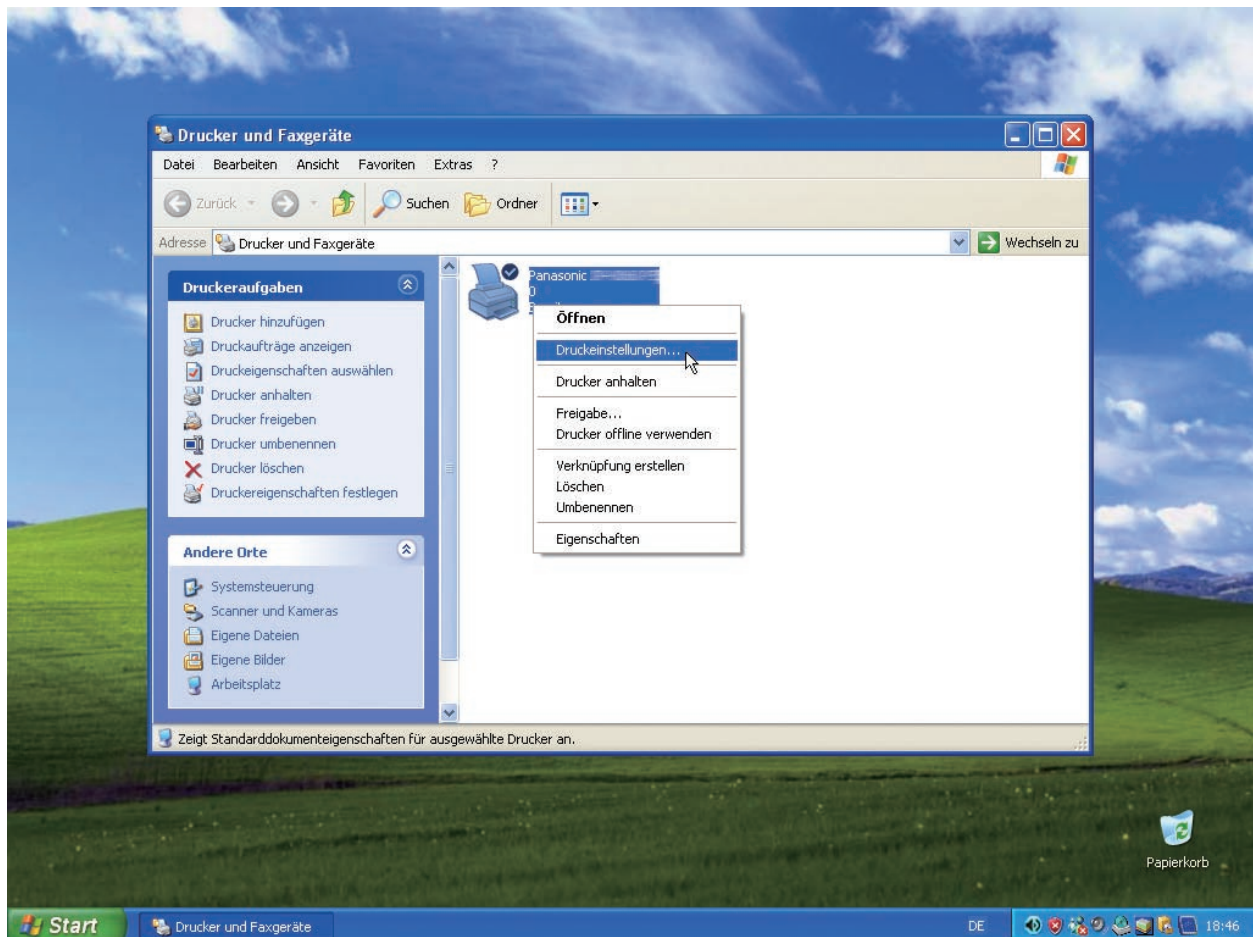 Drucker und Faxgeräte
Datei Bearbeiten Ansicht Favoriten Extras ?
Zurück Suchen Ordner
Adresse Drucker und Faxgeräte Wechseln zu
Druckeraufgaben
Drucker hinzufügen
Druckaufträge anzeigen
Druckeigenschaften auswählen
Drucker anhalten
Drucker freigeben
Drucker umbenennen
Drucker löschen
Druckereigenschaften festlegen
Andere Orte
Systemsteuerung
Scanner und Kameras
Eigene Dateien
Eigene Bilder
Arbeitsplatz
Panasonic
0
Öffnen
Druckeinstellungen...
Drucker anhalten
Freigabe...
Drucker offline verwenden
Verknüpfung erstellen
Löschen
Umbenennen
Eigenschaften
Zeigt Standarddokumenteigenschaften für ausgewählte Drucker an.
Papierkorb
Start Drucker und Faxgeräte DE 18:46